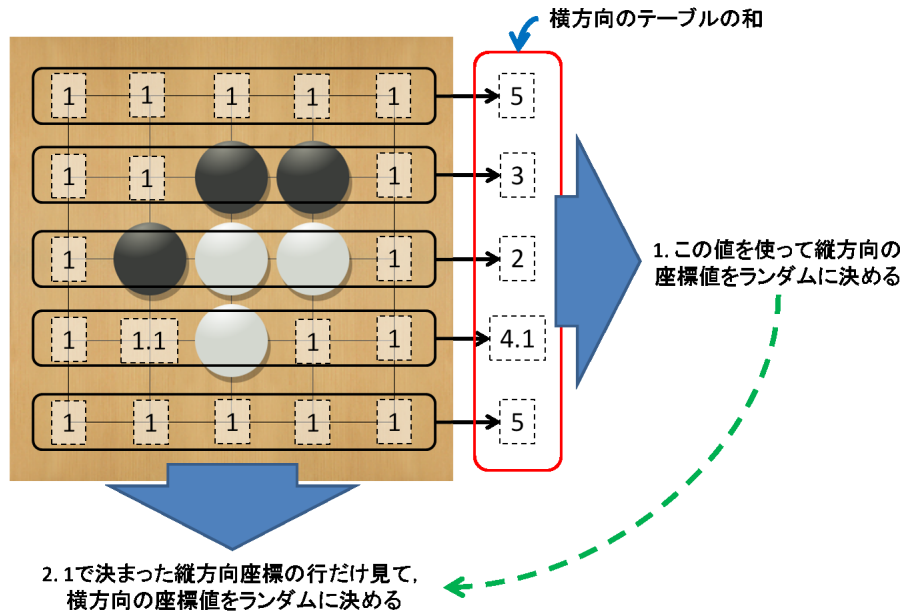 横方向のテーブルの和
1 1 1 1 1 5
1 1 1 3
1 1 2
1 1.1 1 1 4.1
1 1 1 1 1 5
1. この値を使って縦方向の
座標値をランダムに決める
2. 1で決まった縦方向座標の行だけ見て,
横方向の座標値をランダムに決める